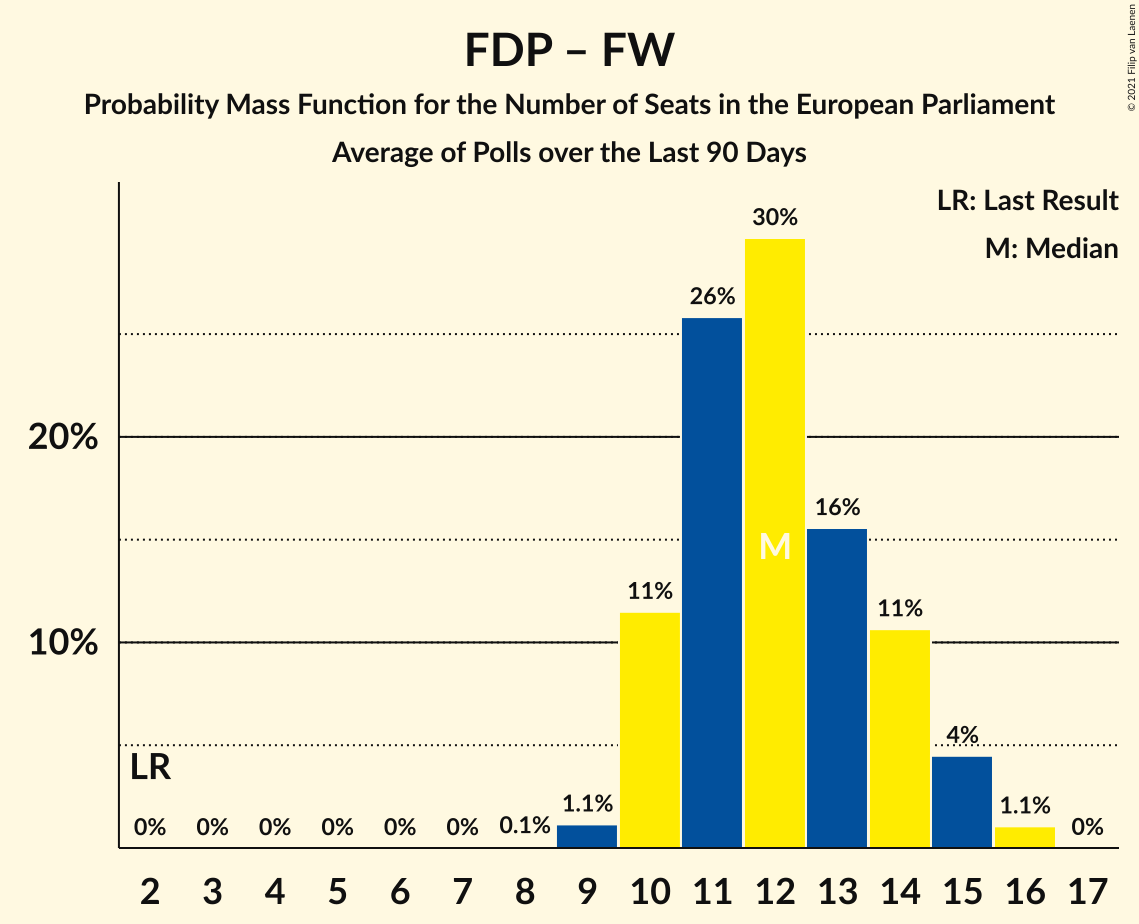 FDP – FW
Probability Mass Function for the Number of Seats in the European Parliament
Average of Polls over the Last 90 Days
© 2021 Filip van Laenen
LR: Last Result
M: Median
30%
26%
20%
16%
M
11%
11%
10%
4%
LR
1.1%
1.1%
0% 0% 0% 0% 0% 0% 0.1% 0%
2 3 4 5 6 7 8 9 10 11 12 13 14 15 16 17